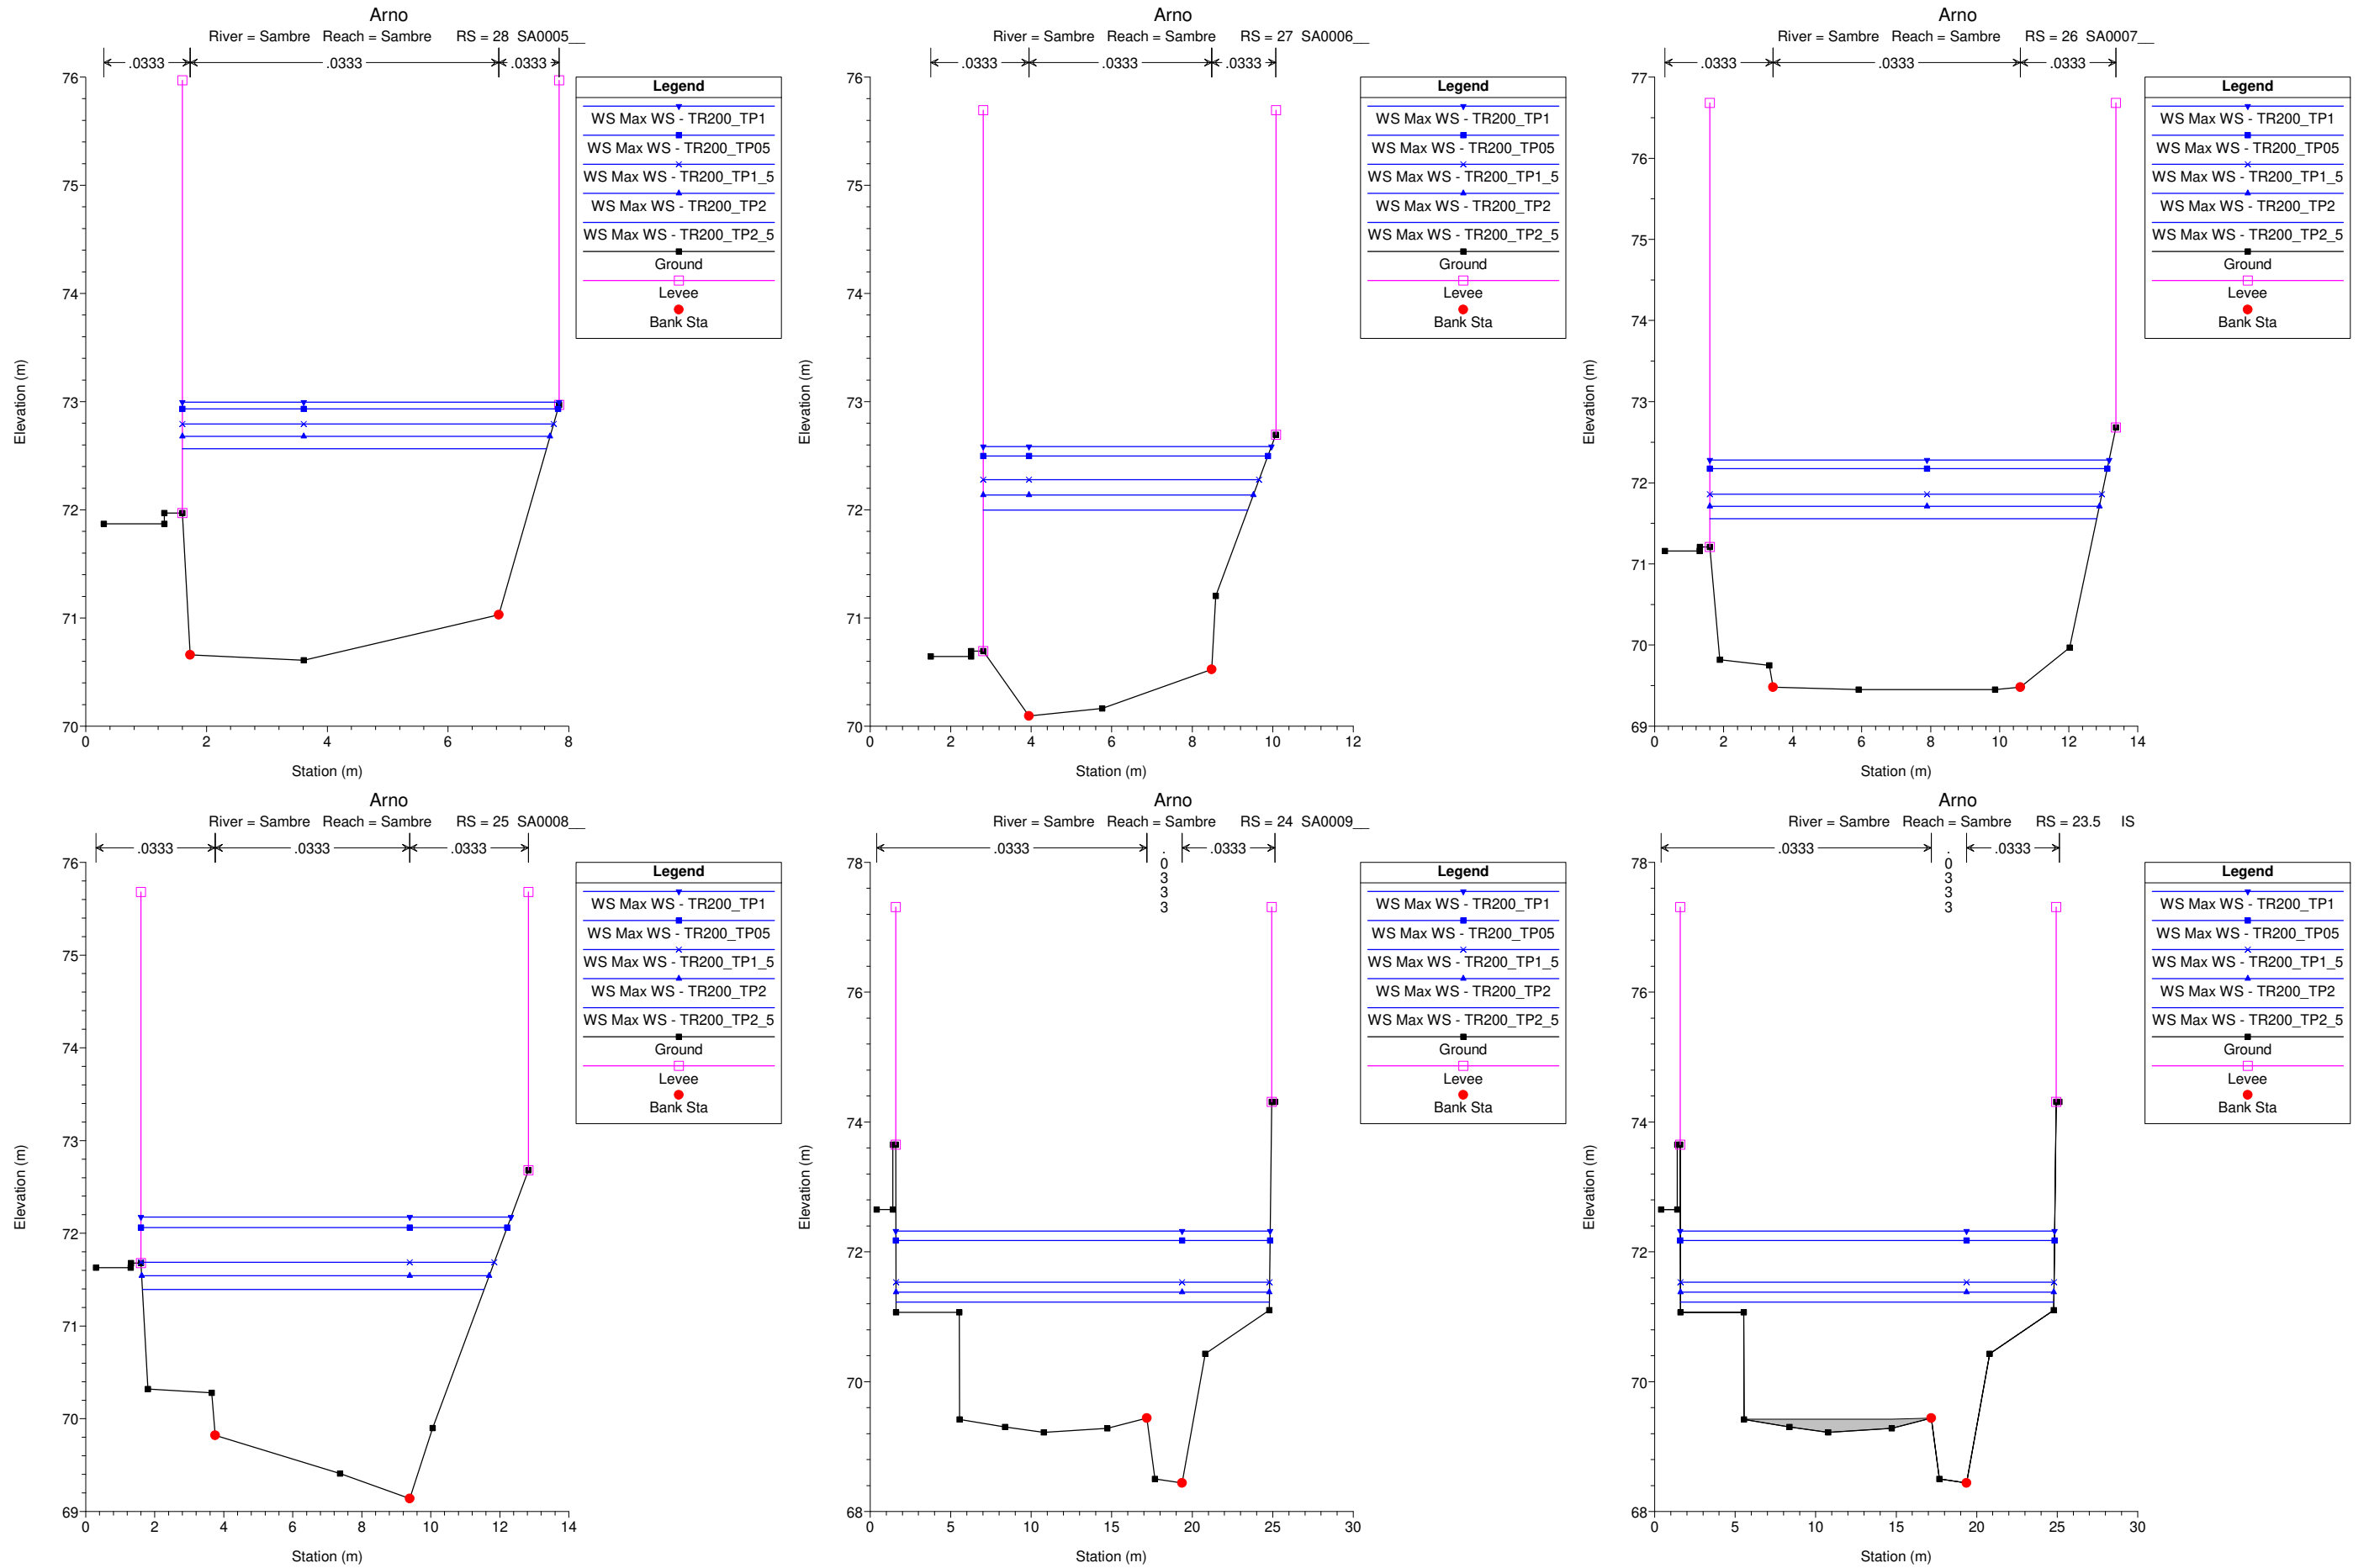 Arno
River = Sambre   Reach = Sambre   RS = 28  SA0005__
.0333 .0333 .0333
Legend
WS Max WS - TR200_TP1
WS Max WS - TR200_TP05
WS Max WS - TR200_TP1_5
WS Max WS - TR200_TP2
WS Max WS - TR200_TP2_5
Ground
Levee
Bank Sta
76
75
74
73
72
71
70
Elevation (m)
0 2 4 6 8
Station (m)
Arno
River = Sambre   Reach = Sambre   RS = 27  SA0006__
.0333 .0333 .0333
Legend
WS Max WS - TR200_TP1
WS Max WS - TR200_TP05
WS Max WS - TR200_TP1_5
WS Max WS - TR200_TP2
WS Max WS - TR200_TP2_5
Ground
Levee
Bank Sta
76
75
74
73
72
71
70
Elevation (m)
0 2 4 6 8 10 12
Station (m)
Arno
River = Sambre   Reach = Sambre   RS = 26  SA0007__
.0333 .0333 .0333
Legend
WS Max WS - TR200_TP1
WS Max WS - TR200_TP05
WS Max WS - TR200_TP1_5
WS Max WS - TR200_TP2
WS Max WS - TR200_TP2_5
Ground
Levee
Bank Sta
77
76
75
74
73
72
71
70
69
Elevation (m)
0 2 4 6 8 10 12 14
Station (m)
Arno
River = Sambre   Reach = Sambre   RS = 25  SA0008__
.0333 .0333 .0333
Legend
WS Max WS - TR200_TP1
WS Max WS - TR200_TP05
WS Max WS - TR200_TP1_5
WS Max WS - TR200_TP2
WS Max WS - TR200_TP2_5
Ground
Levee
Bank Sta
76
75
74
73
72
71
70
69
Elevation (m)
0 2 4 6 8 10 12 14
Station (m)
Arno
River = Sambre   Reach = Sambre   RS = 24  SA0009__
.0333 .0333 .0333
Legend
WS Max WS - TR200_TP1
WS Max WS - TR200_TP05
WS Max WS - TR200_TP1_5
WS Max WS - TR200_TP2
WS Max WS - TR200_TP2_5
Ground
Levee
Bank Sta
78
76
74
72
70
68
Elevation (m)
0 5 10 15 20 25 30
Station (m)
Arno
River = Sambre   Reach = Sambre   RS = 23.5   IS
.0333 .0333 .0333
Legend
WS Max WS - TR200_TP1
WS Max WS - TR200_TP05
WS Max WS - TR200_TP1_5
WS Max WS - TR200_TP2
WS Max WS - TR200_TP2_5
Ground
Levee
Bank Sta
78
76
74
72
70
68
Elevation (m)
0 5 10 15 20 25 30
Station (m)